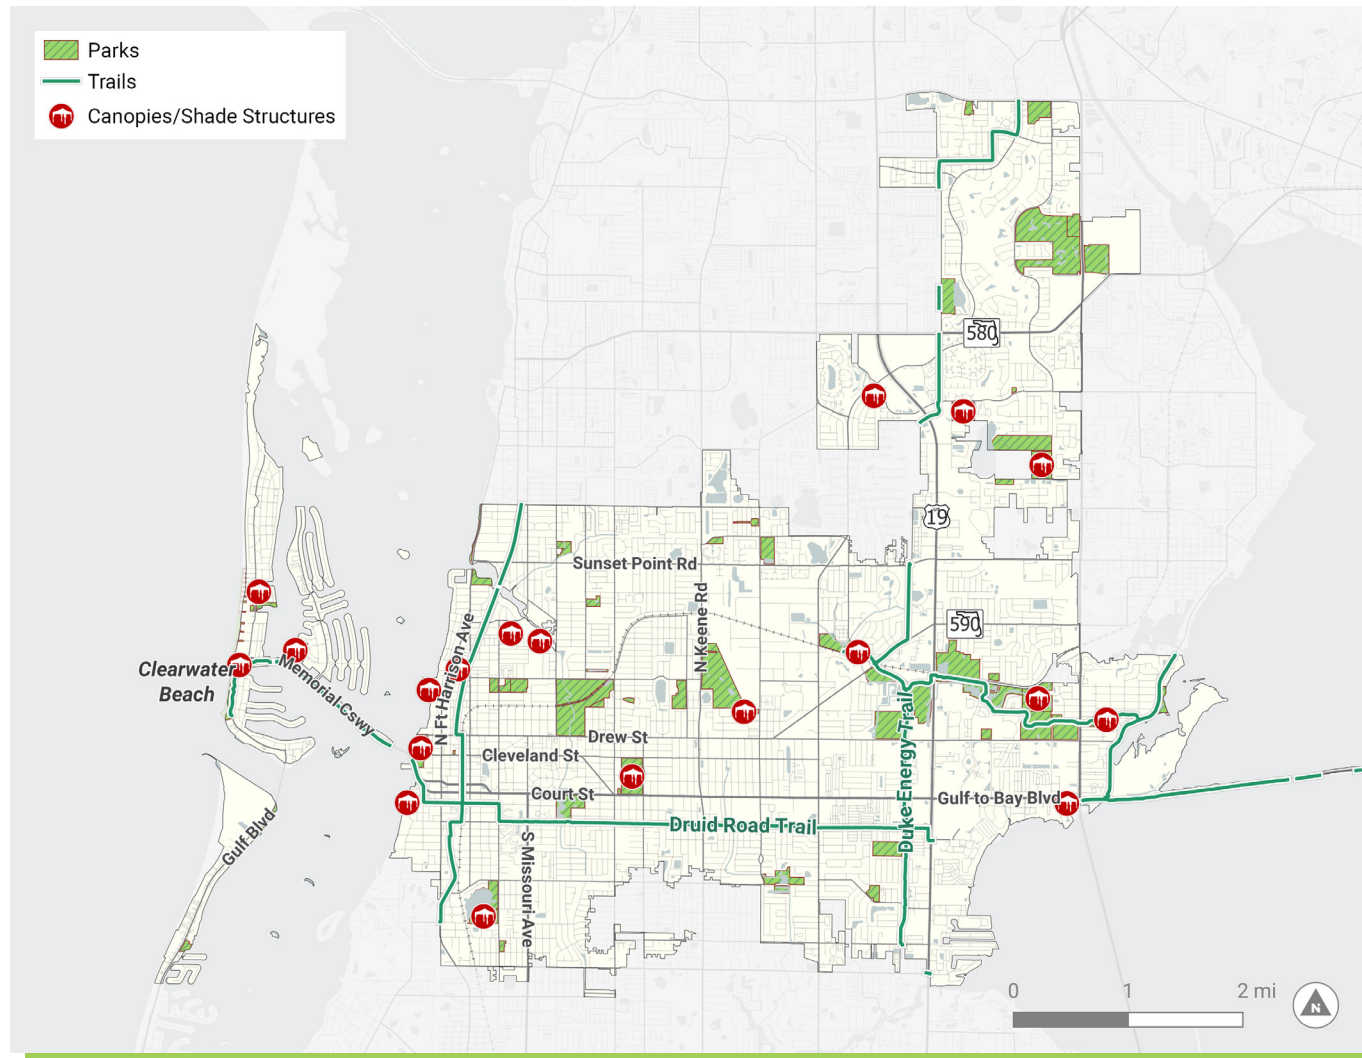 Parks
Trails
Canopies/Shade Structures
580
19
Sunset Point Rd
N Keene Rd
590
N Ft Harrison Ave
Clearwater
Beach
Memorial Cswy
Drew St
Cleveland St
Court St
Duke Energy Trail
Gulf to Bay Blvd
Druid Road Trail
Gulf Blvd
S Missouri Ave
0 1 2 mi
N